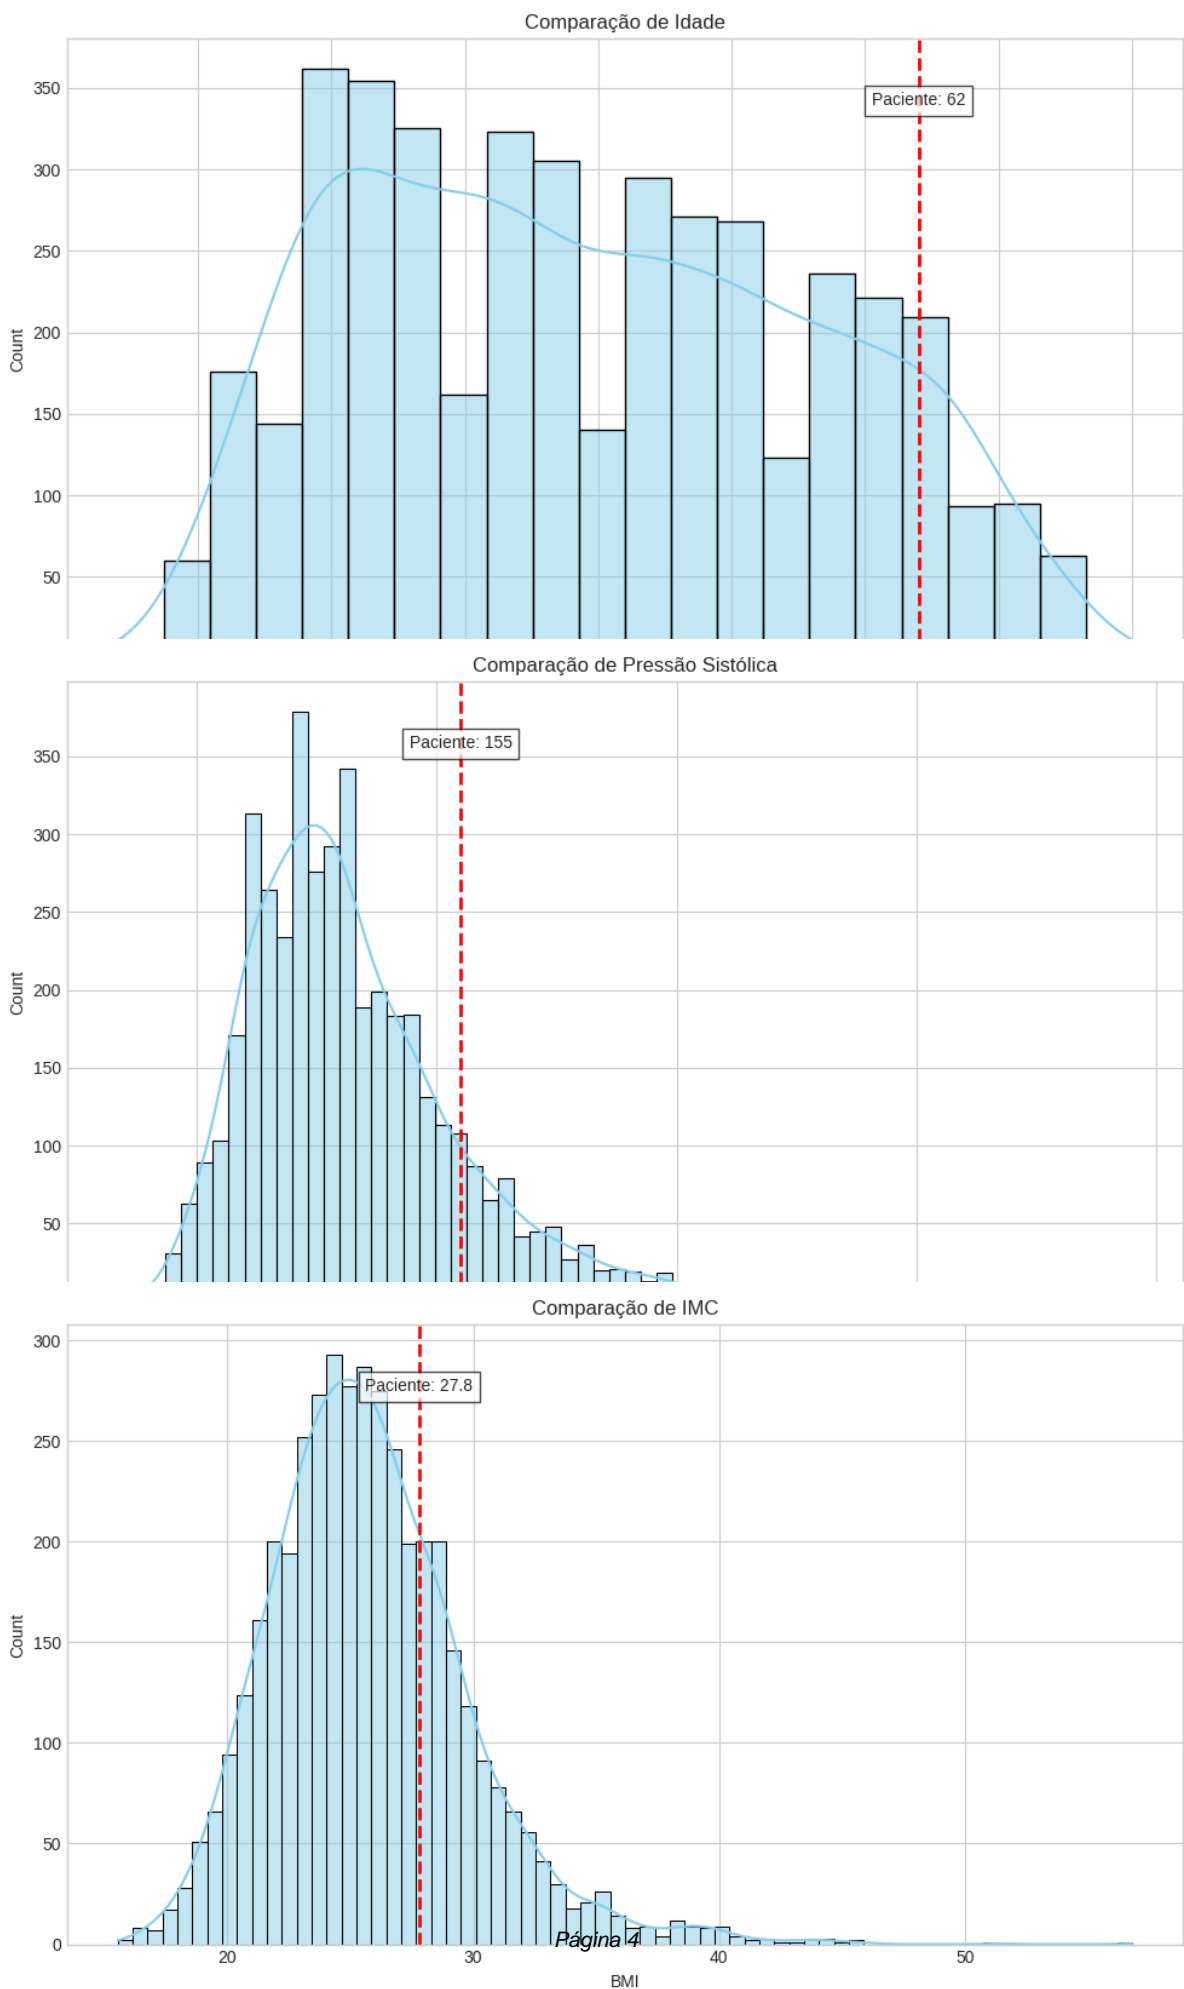 Comparação de Idade
350
300
250
200
150
100
50
Count
Paciente: 62
Comparação de Pressão Sistólica
350
300
250
200
150
100
50
Count
Paciente: 155
Comparação de IMC
300
250
200
150
100
50
0
Count
Paciente: 27.8
Página 4
20 30 40 50
BMI